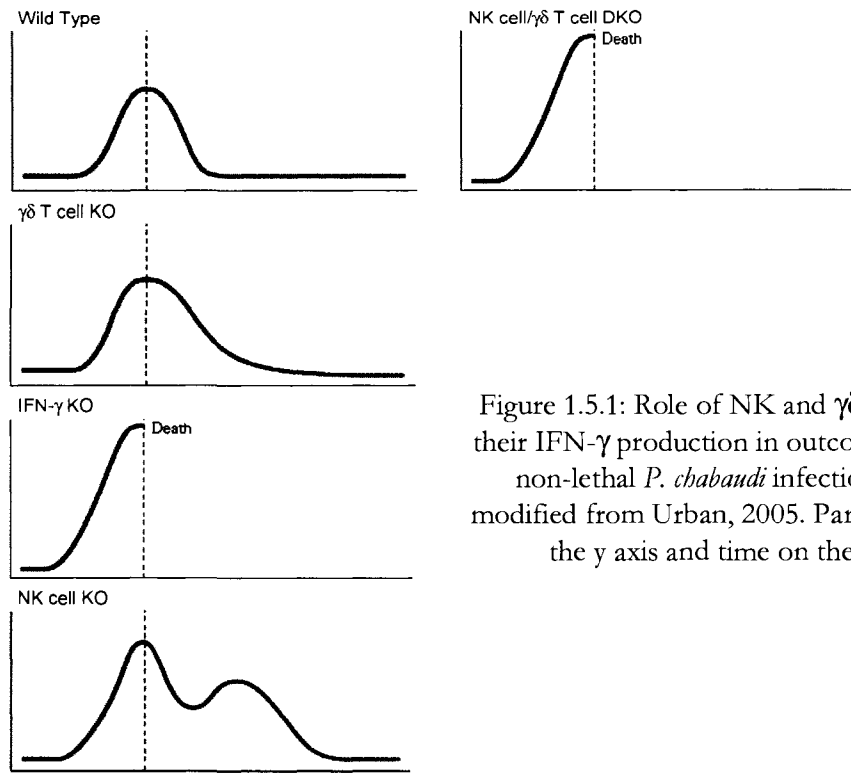 Wild Type
NK cell/γδ T cell DKO
Death
γδ T cell KO
IFN-γ KO
Death
NK cell KO
Figure 1.5.1: Role of NK and γδ
their IFN-γ production in outco
non-lethal P. chabaudi infectio
modified from Urban, 2005. Par
the y axis and time on the